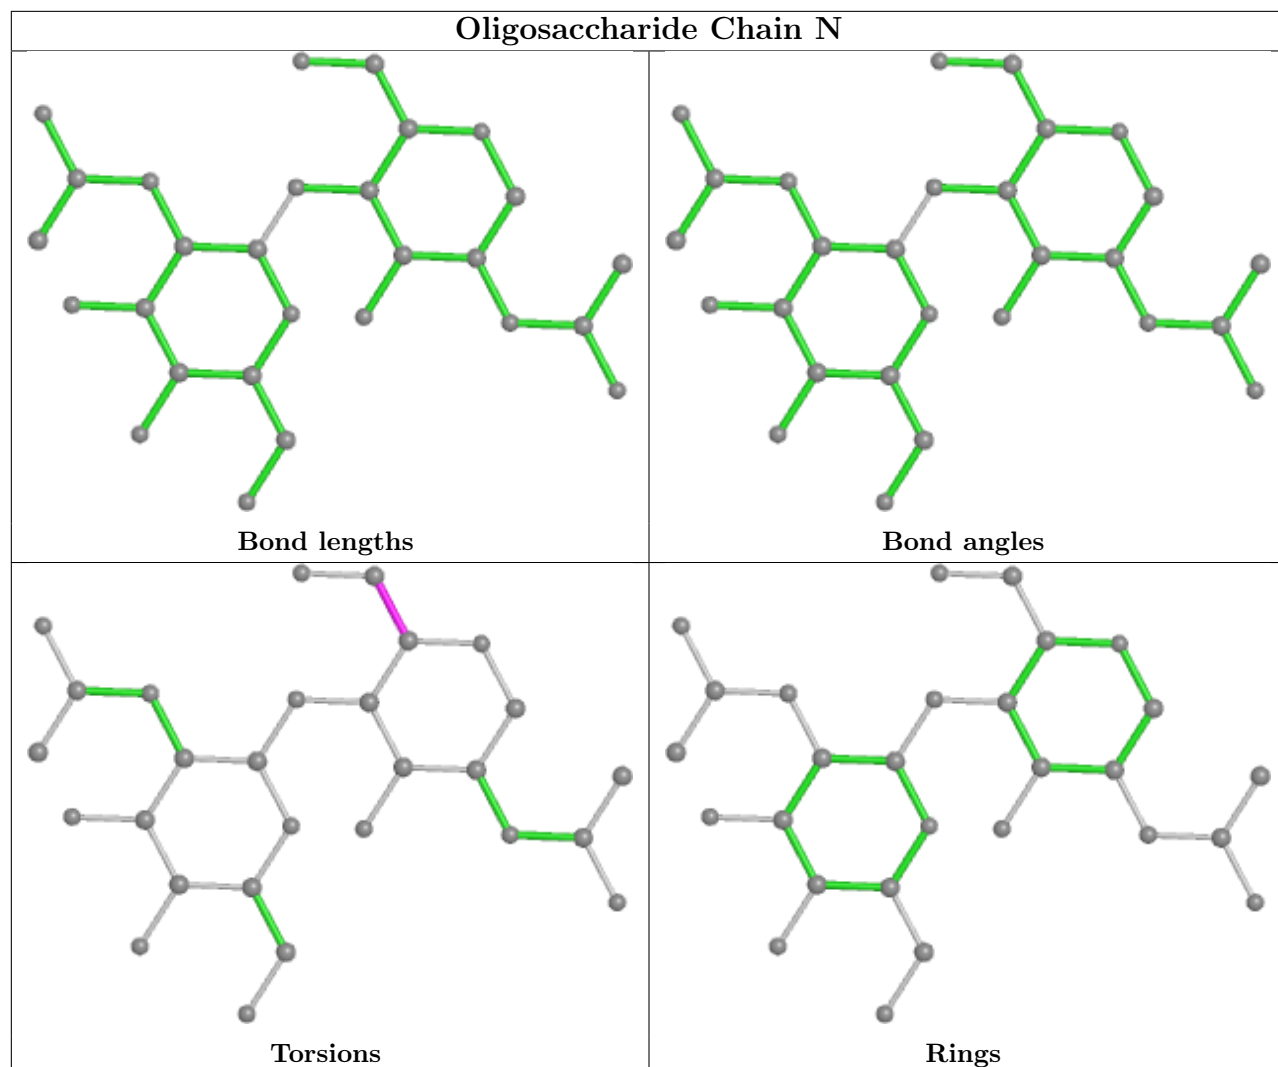 Oligosaccharide Chain N
Bond lengths
Bond angles
Torsions
Rings